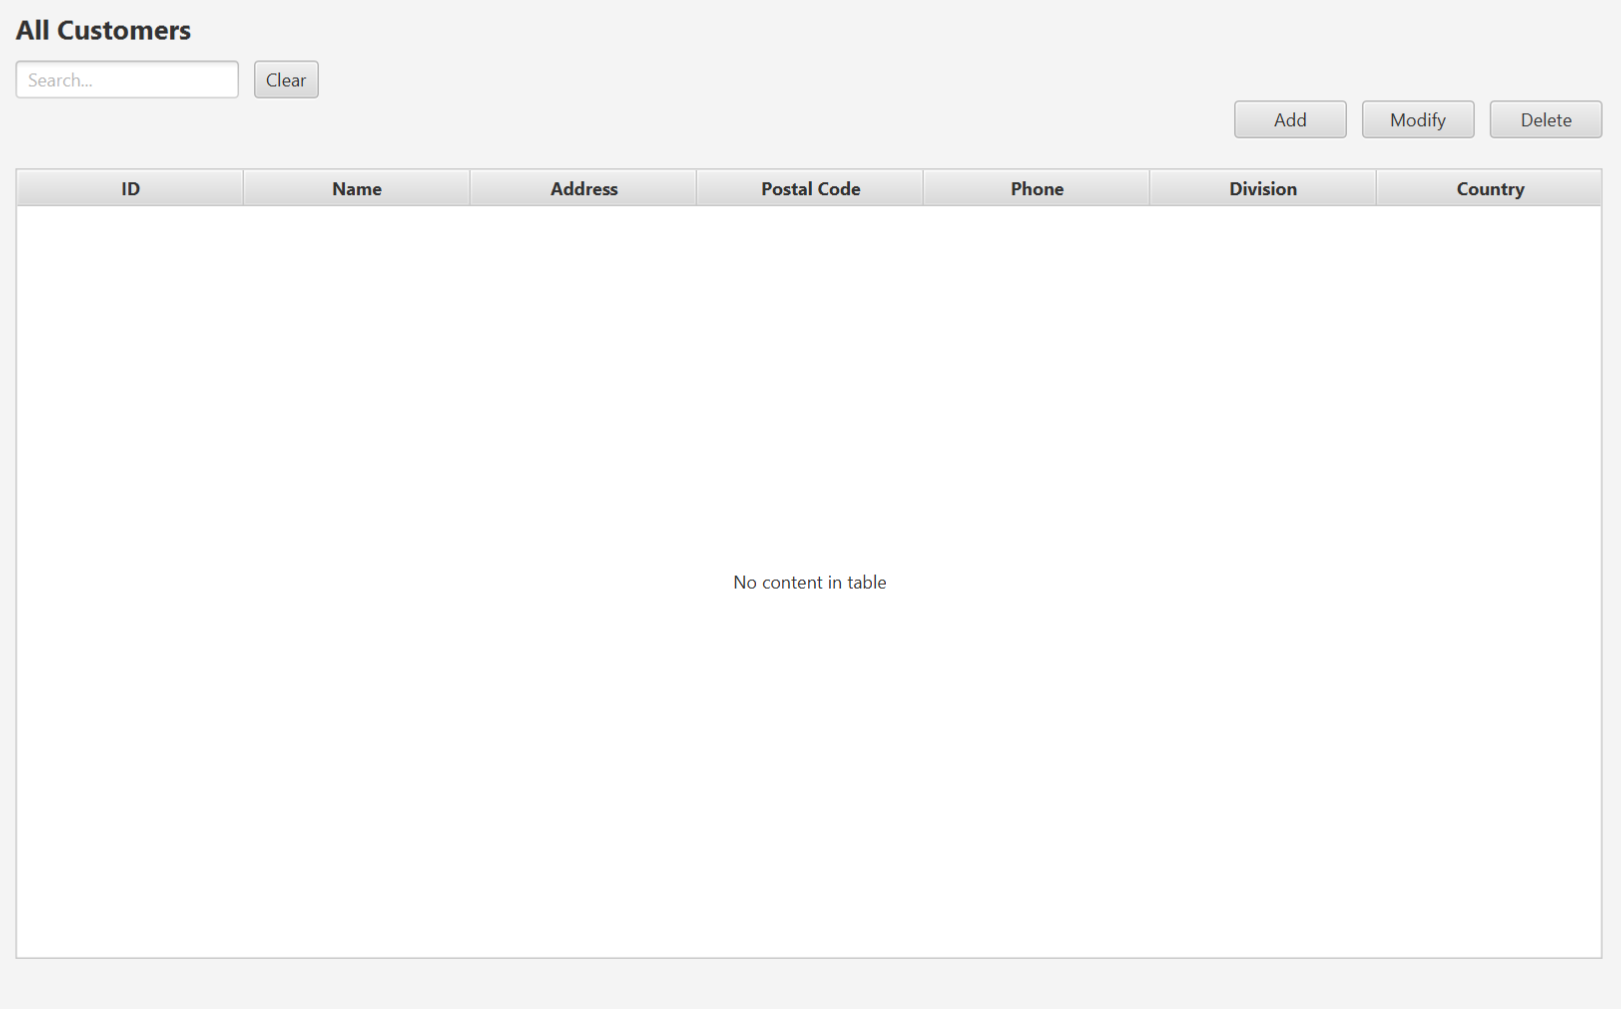 All Customers
Search...
Clear
Add
Modify
Delete
ID
Name
Address
Postal Code
Phone
Division
Country
No content in table